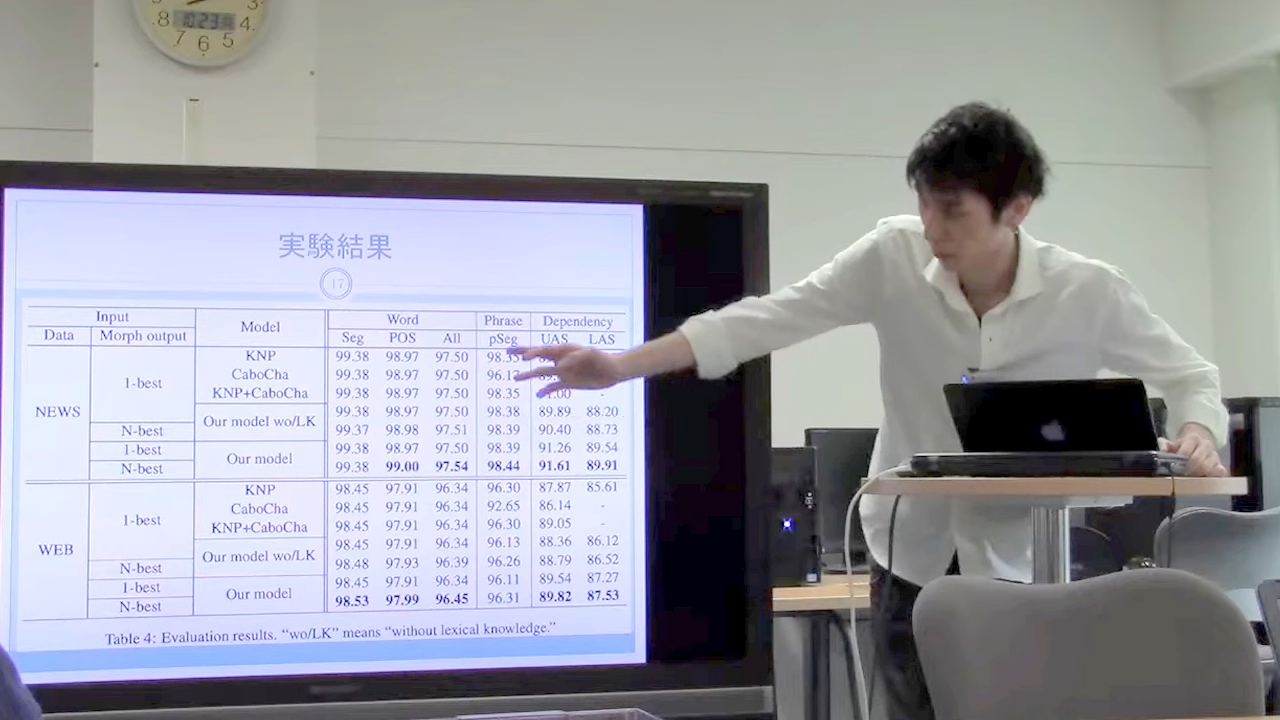 3
8 10.23 4
7 6 5
実験結果
17
Input Model Word Phrase Dependency
Data Morph output Seg POS All pSeg UAS LAS
NEWS 1-best KNP 99.38 98.97 97.50
CaboCha 99.38 98.97 97.50
KNP+CaboCha 99.38 98.97 97.50 98.35
Our model wo/LK 99.38 98.97 97.50 98.38 89.89 88.20
N-best 99.37 98.98 97.51 98.39 90.40 88.73
1-best Our model 99.38 98.97 97.50 98.39 91.26 89.54
N-best 99.38 99.00 97.54 98.44 91.61 89.91
WEB 1-best KNP 98.45 97.91 96.34 96.30 87.87 85.61
CaboCha 98.45 97.91 96.34 92.65 86.14 -
KNP+CaboCha 98.45 97.91 96.34 96.30 89.05 -
Our model wo/LK 98.45 97.91 96.34 96.13 88.36 86.12
N-best 98.48 97.93 96.39 96.26 88.79 86.52
1-best Our model 98.45 97.91 96.34 96.11 89.54 87.27
N-best 98.53 97.99 96.45 96.31 89.82 87.53
Table 4: Evaluation results. “wo/LK” means “without lexical knowledge.”